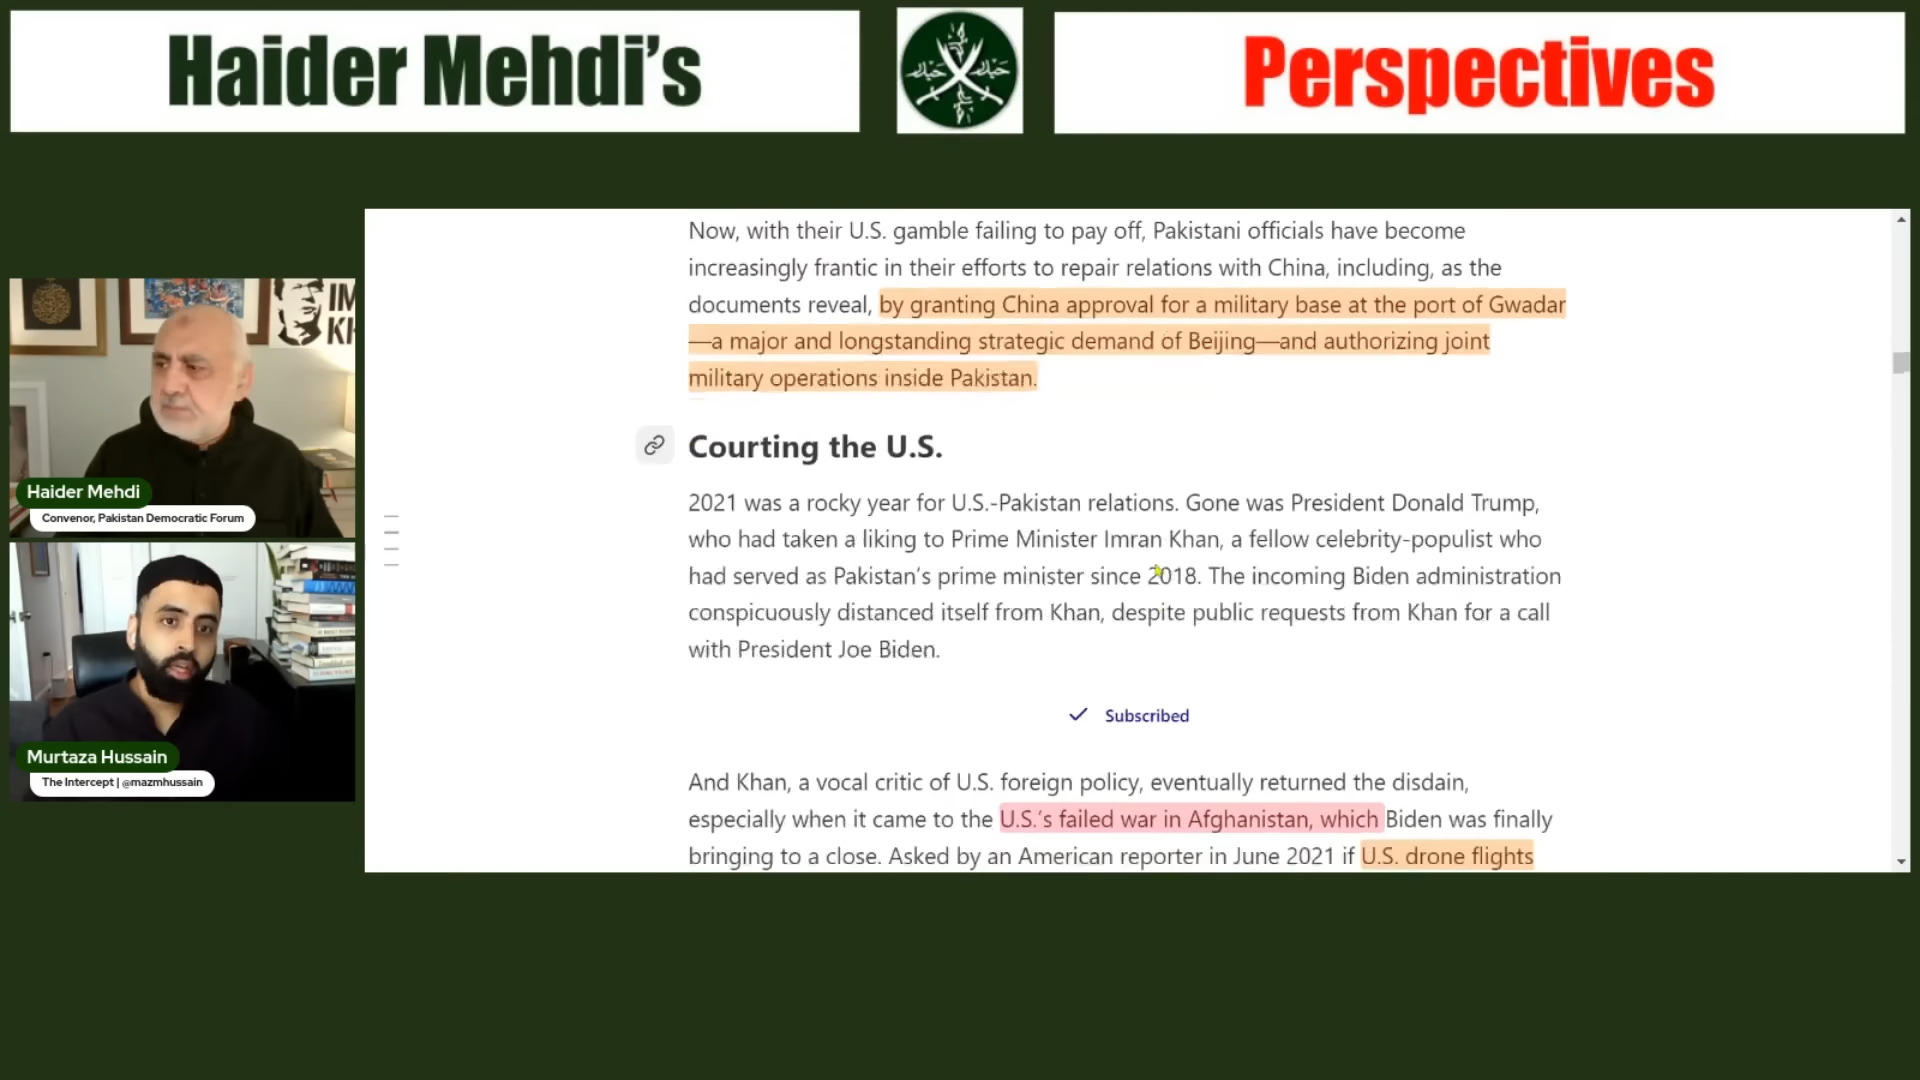 Haider Mehdi's
حیدر
حیدر
Perspectives
Now, with their U.S. gamble failing to pay off, Pakistani officials have become
increasingly frantic in their efforts to repair relations with China, including, as the
documents reveal, by granting China approval for a military base at the port of Gwadar
—a major and longstanding strategic demand of Beijing—and authorizing joint
military operations inside Pakistan.
Courting the U.S.
2021 was a rocky year for U.S.-Pakistan relations. Gone was President Donald Trump,
who had taken a liking to Prime Minister Imran Khan, a fellow celebrity-populist who
had served as Pakistan's prime minister since 2018. The incoming Biden administration
conspicuously distanced itself from Khan, despite public requests from Khan for a call
with President Joe Biden.
Subscribed
And Khan, a vocal critic of U.S. foreign policy, eventually returned the disdain,
especially when it came to the U.S.'s failed war in Afghanistan, which Biden was finally
bringing to a close. Asked by an American reporter in June 2021 if U.S. drone flights
IM
KH
Haider Mehdi
Convenor, Pakistan Democratic Forum
Murtaza Hussain
The Intercept | @mazmhussain